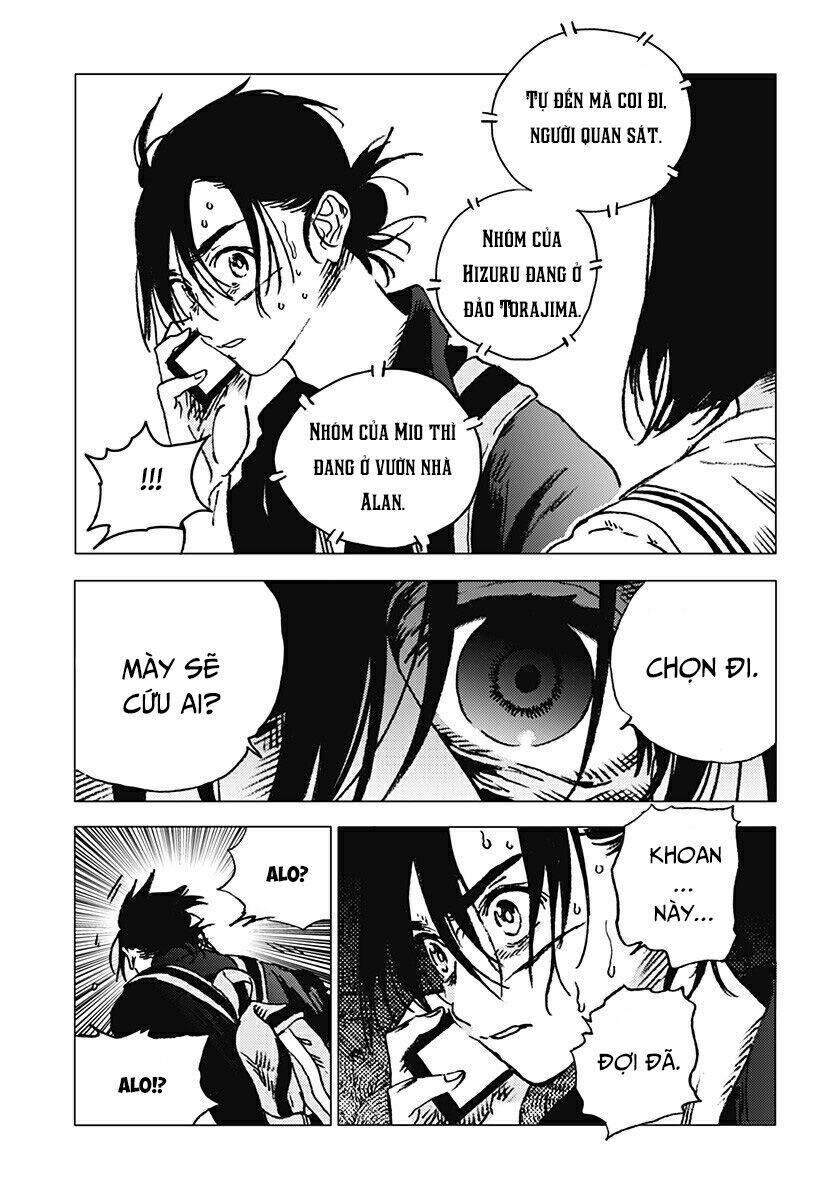 TỰ ĐẾN MÀ COI ĐI,
NGƯỜI QUAN SÁT.
NHÓM CỦA
HIZURU ĐANG Ở
ĐẢO TORAJIMA.
NHÓM CỦA MIO THÌ
ĐANG Ở VƯỜN NHÀ
ALAN.
!!!
CHỌN ĐI.
MÀY SẼ
CỨU AI?
KHOAN
...
NÀY...
ĐỢI ĐÃ.
ALO?
ALO!?